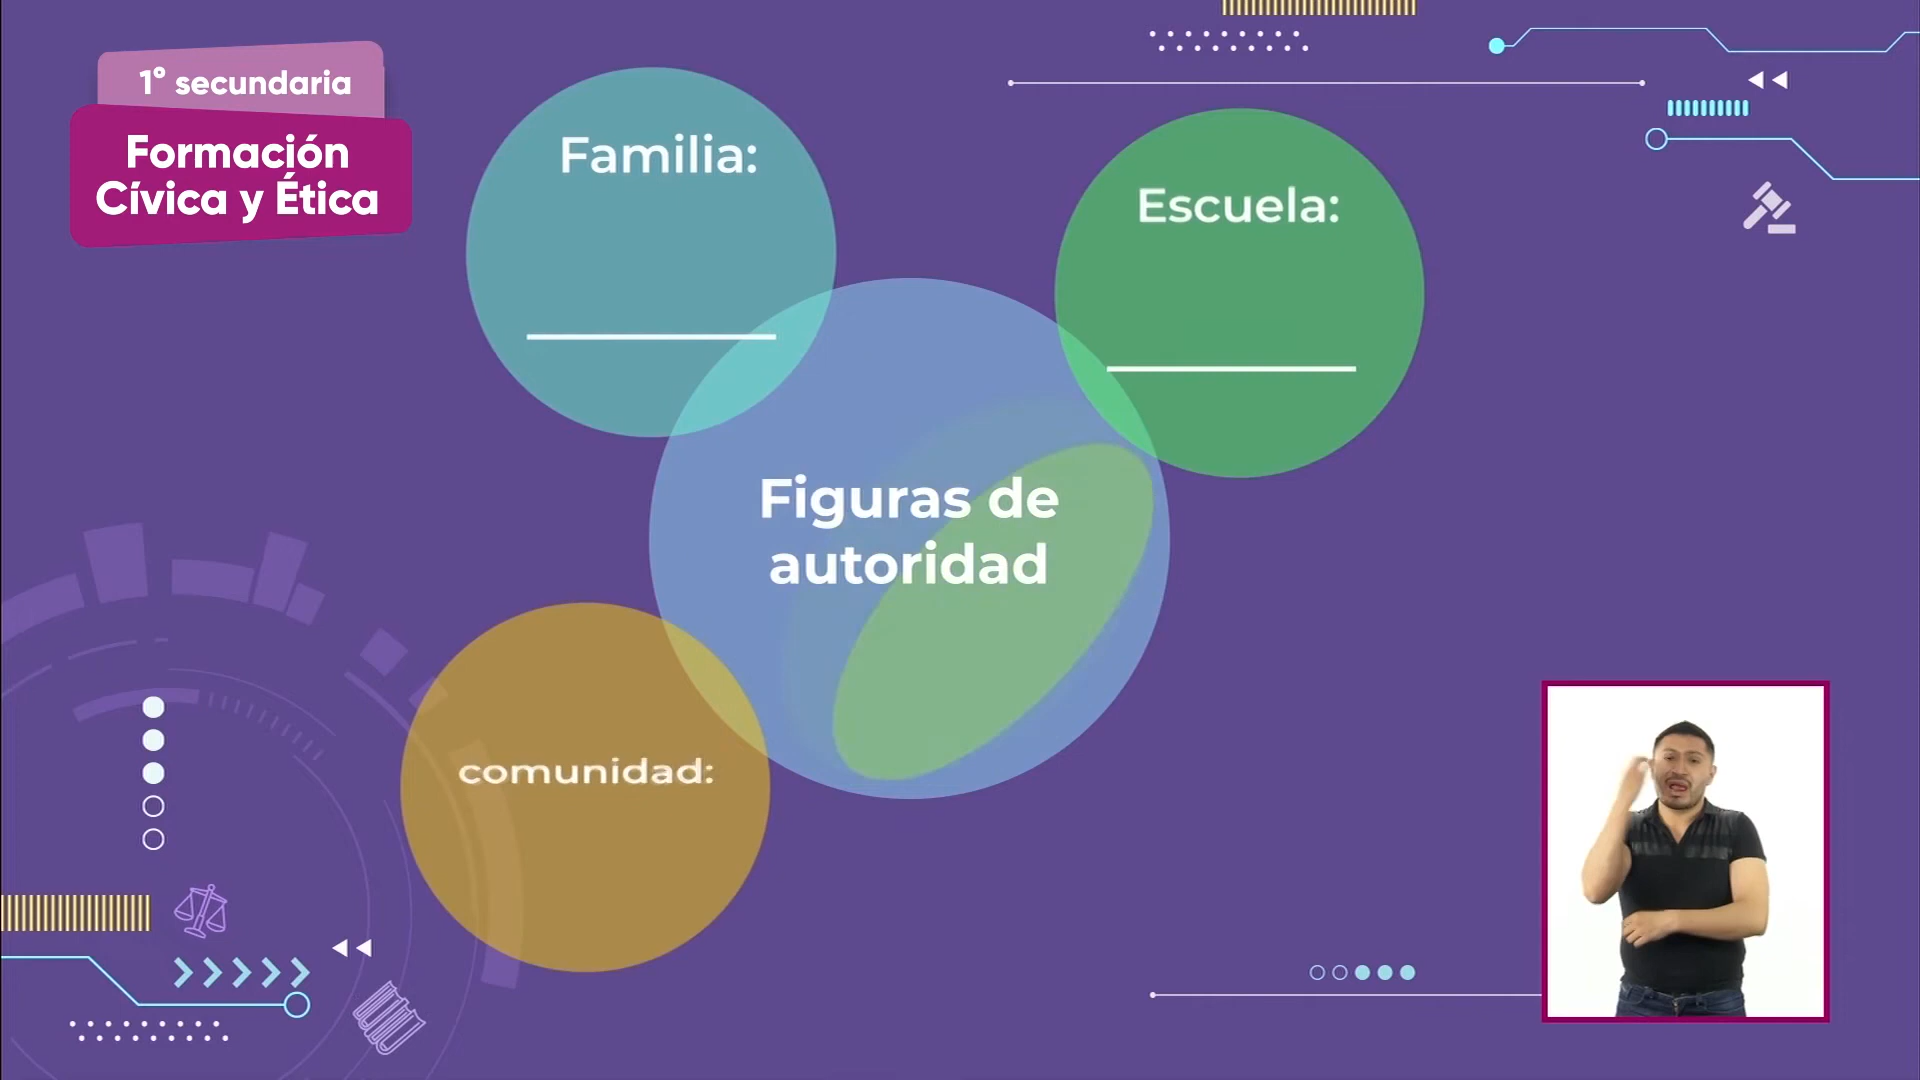 1° secundaria
Formación
Cívica y Ética
Familia:
Escuela:
Figuras de
autoridad
comunidad: